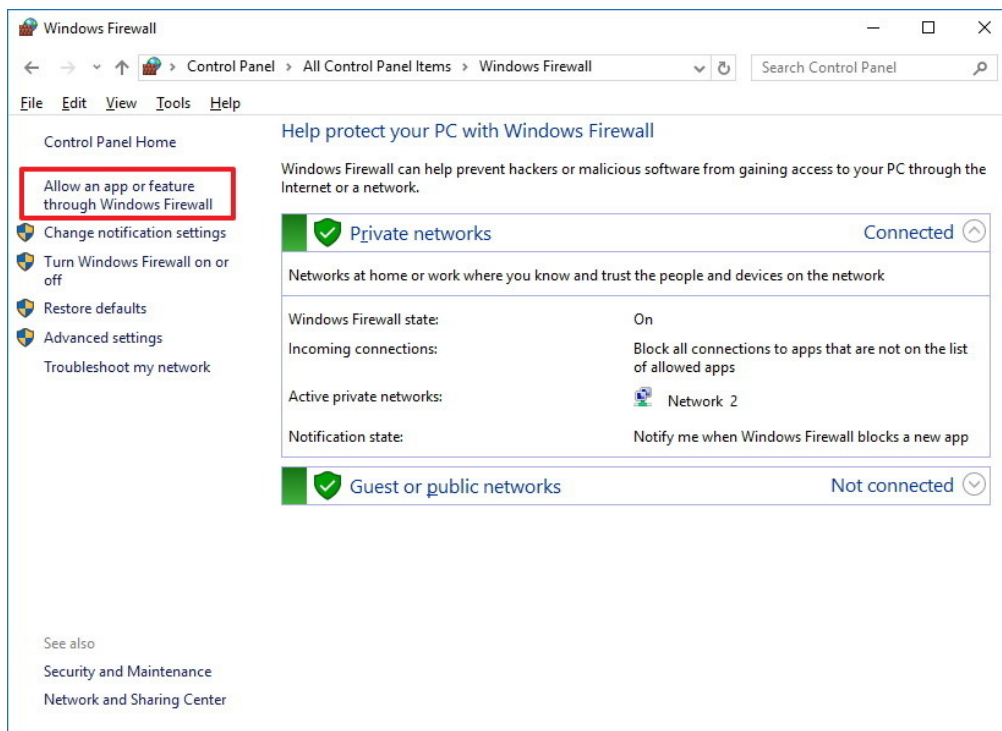 Windows Firewall
Control Panel > All Control Panel Items > Windows Firewall
Search Control Panel
File Edit View Tools Help
Control Panel Home
Allow an app or feature
through Windows Firewall
Change notification settings
Turn Windows Firewall on or
off
Restore defaults
Advanced settings
Troubleshoot my network
See also
Security and Maintenance
Network and Sharing Center
Help protect your PC with Windows Firewall
Windows Firewall can help prevent hackers or malicious software from gaining access to your PC through the
Internet or a network.
Private networks Connected
Networks at home or work where you know and trust the people and devices on the network
Windows Firewall state: On
Incoming connections: Block all connections to apps that are not on the list
of allowed apps
Active private networks: Network 2
Notification state: Notify me when Windows Firewall blocks a new app
Guest or public networks Not connected